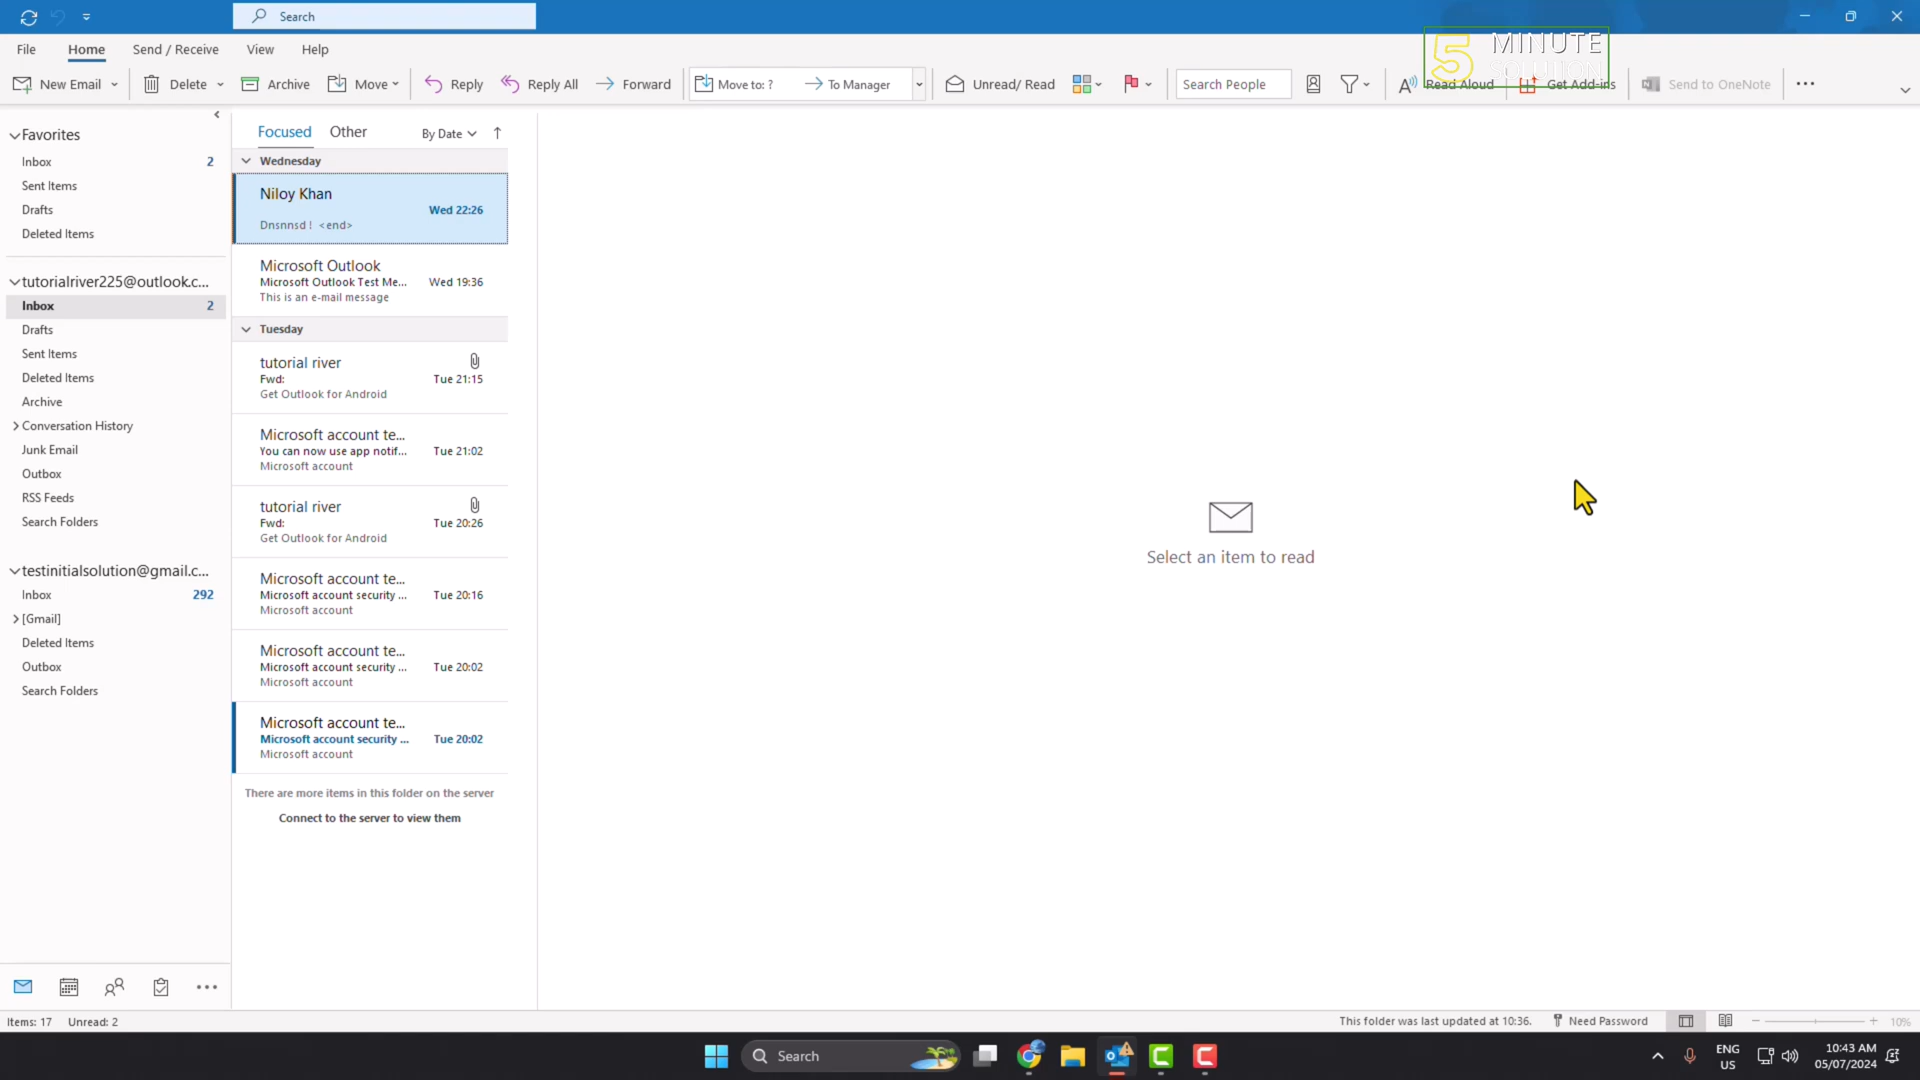 Search
File Home Send / Receive View Help
New Email Delete Archive Move Reply Reply All Forward Move to: ? To Manager Unread/ Read Search People Read Aloud Get Add-ins Send to OneNote
5 MINUTE
SOLUTION
Favorites
Inbox 2
Sent Items
Drafts
Deleted Items
tutorialriver225@outlook.c...
Inbox 2
Drafts
Sent Items
Deleted Items
Archive
Conversation History
Junk Email
Outbox
RSS Feeds
Search Folders
testinitialsolution@gmail.c...
Inbox 292
[Gmail]
Deleted Items
Outbox
Search Folders
Focused Other By Date
Wednesday
Niloy Khan
Wed 22:26
Dnsnnsd ! <end>
Microsoft Outlook
Microsoft Outlook Test Me... Wed 19:36
This is an e-mail message
Tuesday
tutorial river
Fwd: Tue 21:15
Get Outlook for Android
Microsoft account te...
You can now use app notif... Tue 21:02
Microsoft account
tutorial river
Fwd: Tue 20:26
Get Outlook for Android
Microsoft account te...
Microsoft account security ... Tue 20:16
Microsoft account
Microsoft account te...
Microsoft account security ... Tue 20:02
Microsoft account
Microsoft account te...
Microsoft account security ... Tue 20:02
Microsoft account
There are more items in this folder on the server
Connect to the server to view them
Select an item to read
Items: 17 Unread: 2 This folder was last updated at 10:36. Need Password 10%
Search
ENG
US
10:43 AM
05/07/2024